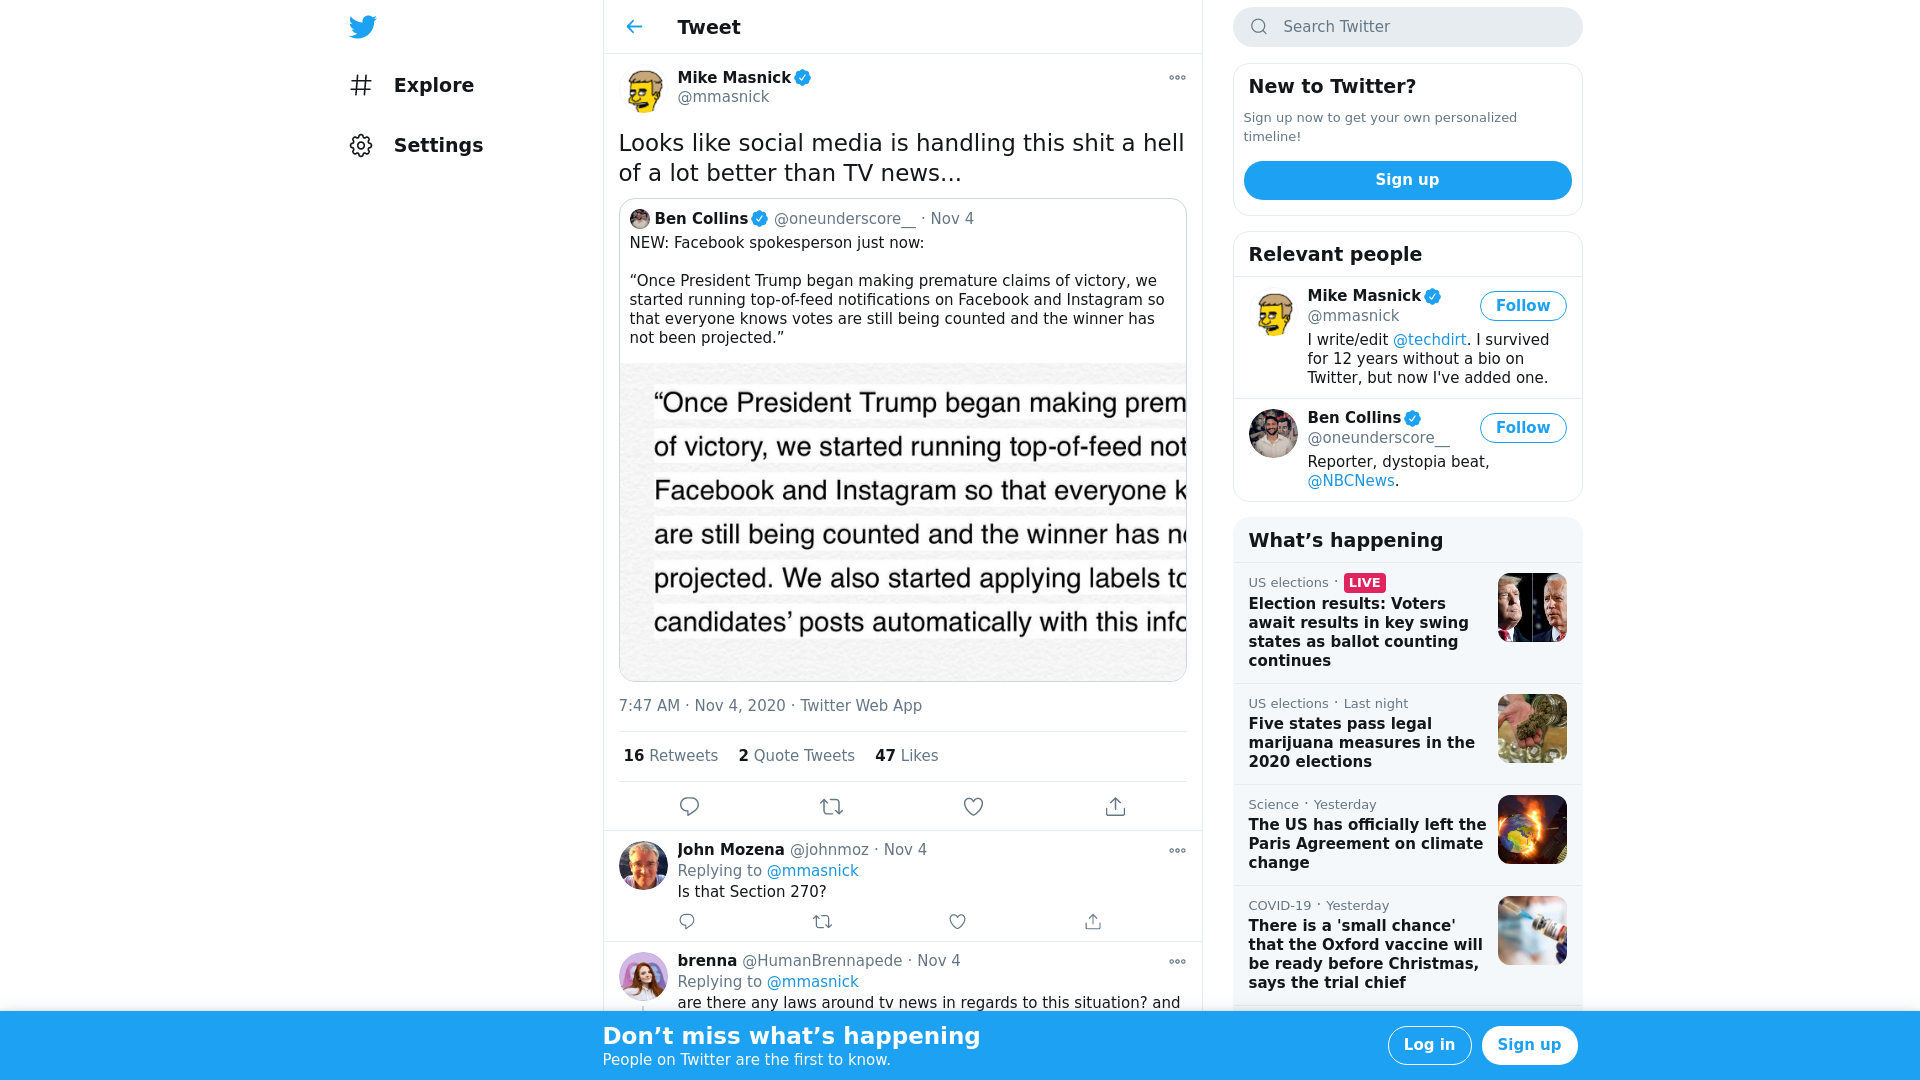 Explore
Settings
Tweet
Mike Masnick
@mmasnick
Looks like social media is handling this shit a hell
of a lot better than TV news...
Ben Collins @oneunderscore__ · Nov 4
NEW: Facebook spokesperson just now:
“Once President Trump began making premature claims of victory, we
started running top-of-feed notifications on Facebook and Instagram so
that everyone knows votes are still being counted and the winner has
not been projected.”
“Once President Trump began making prem
of victory, we started running top-of-feed not
Facebook and Instagram so that everyone k
are still being counted and the winner has n
projected. We also started applying labels to
candidates’ posts automatically with this info
7:47 AM · Nov 4, 2020 · Twitter Web App
16 Retweets 2 Quote Tweets 47 Likes
John Mozena @johnmoz · Nov 4
Replying to @mmasnick
Is that Section 270?
brenna @HumanBrennapede · Nov 4
Replying to @mmasnick
are there any laws around tv news in regards to this situation? and
Search Twitter
New to Twitter?
Sign up now to get your own personalized
timeline!
Sign up
Relevant people
Mike Masnick
@mmasnick
Follow
I write/edit @techdirt. I survived
for 12 years without a bio on
Twitter, but now I've added one.
Ben Collins
@oneunderscore__
Follow
Reporter, dystopia beat,
@NBCNews.
What’s happening
US elections · LIVE
Election results: Voters
await results in key swing
states as ballot counting
continues
US elections · Last night
Five states pass legal
marijuana measures in the
2020 elections
Science · Yesterday
The US has officially left the
Paris Agreement on climate
change
COVID-19 · Yesterday
There is a 'small chance'
that the Oxford vaccine will
be ready before Christmas,
says the trial chief
Don’t miss what’s happening
People on Twitter are the first to know.
Log in
Sign up